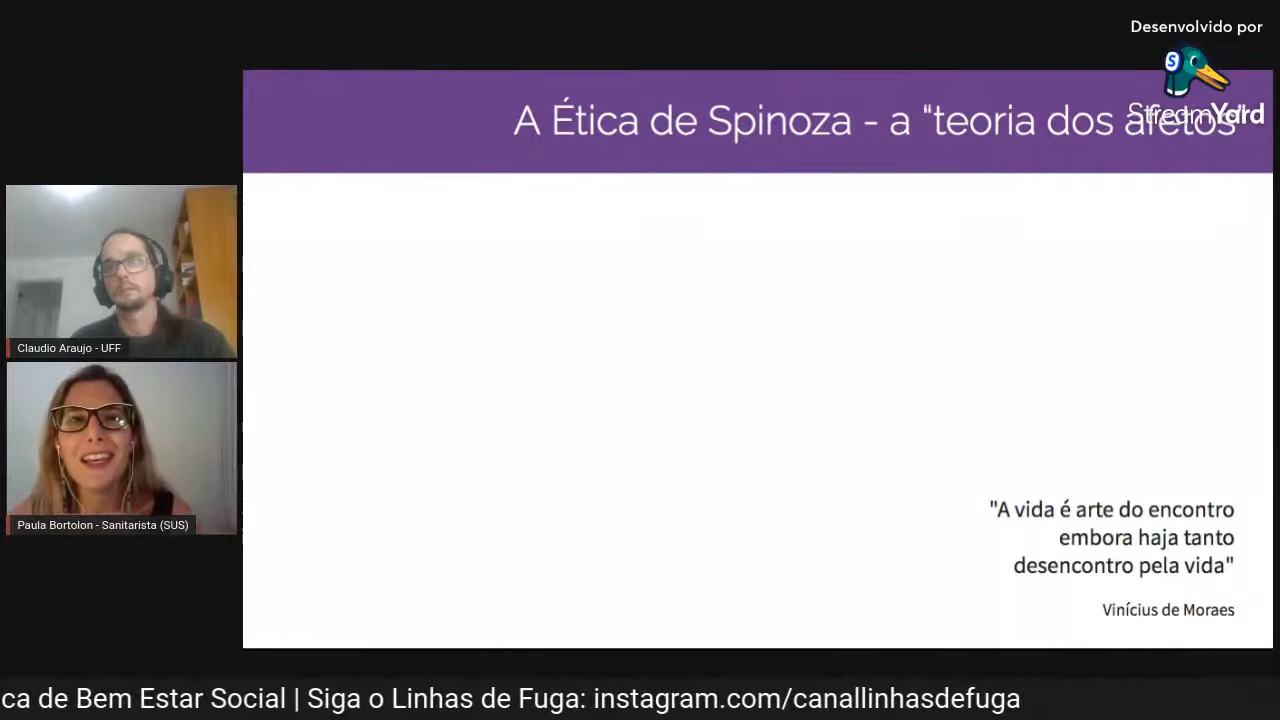 Desenvolvido por
S
StreamYard
A Ética de Spinoza - a “teoria dos afetos”
Claudio Araujo - UFF
Paula Bortolon - Sanitarista (SUS)
"A vida é arte do encontro
embora haja tanto
desencontro pela vida"
Vinícius de Moraes
ca de Bem Estar Social | Siga o Linhas de Fuga: instagram.com/canallinhasdefuga